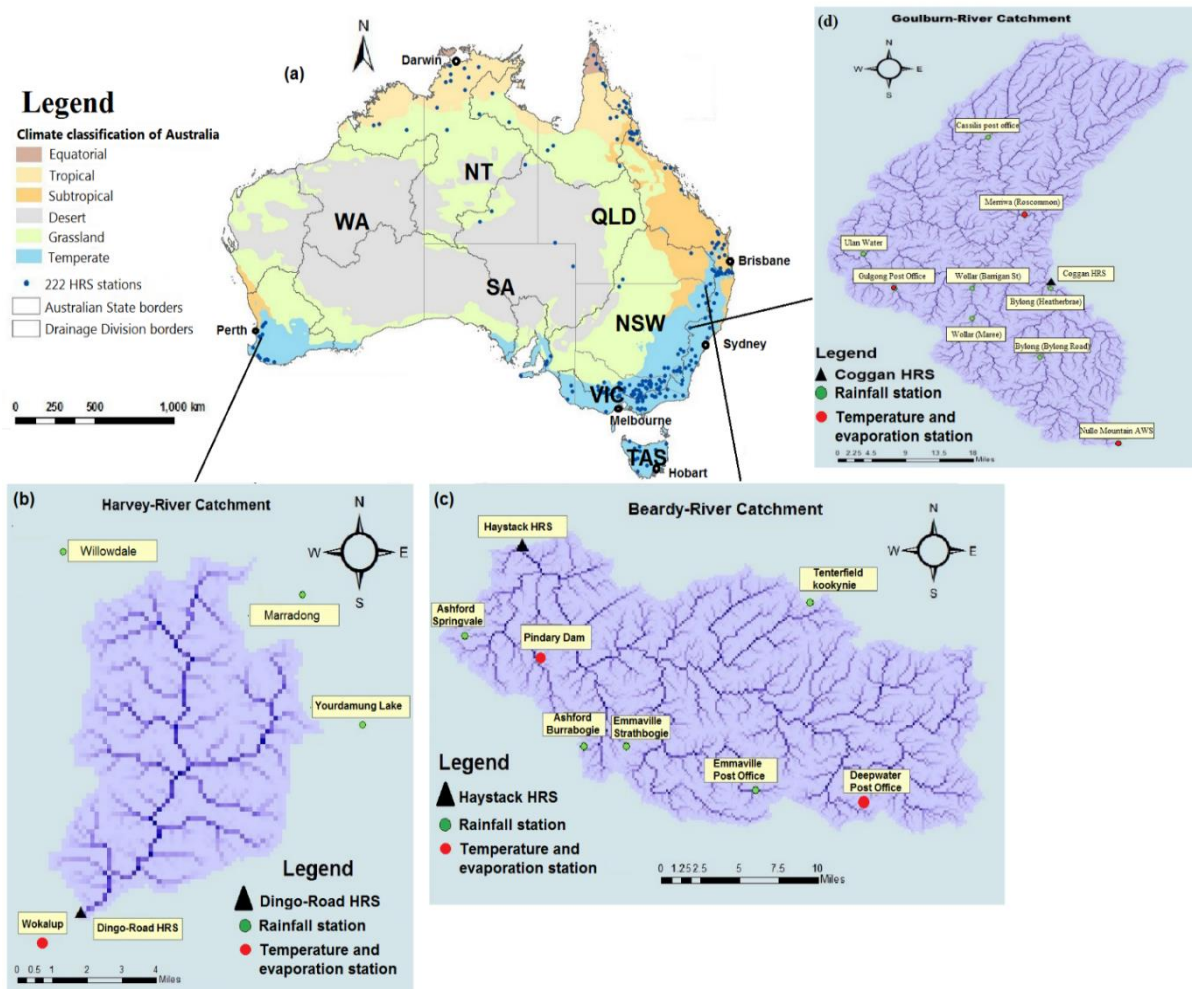 (a)
N
Legend
Climate classification of Australia
Equatorial
Tropical
Subtropical
Desert
Grassland
Temperate
222 HRS stations
Australian State borders
Drainage Division borders
0 250 500 1,000 km
Darwin
NT
WA
QLD
SA
Brisbane
NSW
Perth
Sydney
VIC
Melbourne
TAS
Hobart
(d)
Goulburn-River Catchment
N
W E
S
Cassilis post office
Merriwa (Roscommon)
Ulan Water
Gulgong Post Office
Wollar (Barrigan St)
Coggan HRS
Bylong (Heatherbrae)
Wollar (Maree)
Bylong (Bylong Road)
Nullo Mountain AWS
Legend
Coggan HRS
Rainfall station
Temperature and
evaporation station
0 2.25 4.5 9 13.5 18
Miles
(b)
Harvey-River Catchment
N
W E
S
Willowdale
Marradong
Yourdamung Lake
Wokalup
Dingo-Road HRS
Legend
Dingo-Road HRS
Rainfall station
Temperature and
evaporation station
0 0.5 1 2 3 4
Miles
(c)
Beardy-River Catchment
N
W E
S
Haystack HRS
Tenterfield
kookynie
Ashford
Springvale
Pindary Dam
Ashford
Burrabogie
Emmaville
Strathbogie
Emmaville
Post Office
Deepwater
Post Office
Legend
Haystack HRS
Rainfall station
Temperature and
evaporation station
0 1.25 2.5 5 7.5 10
Miles